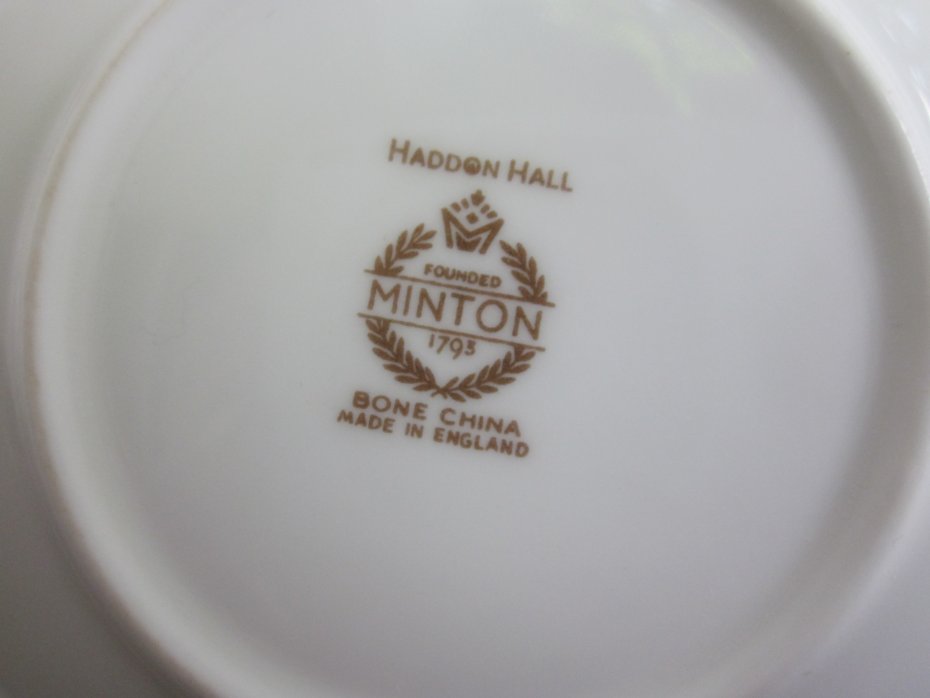 HADDON HALL
M
FOUNDED
MINTON
1793
BONE CHINA
MADE IN ENGLAND